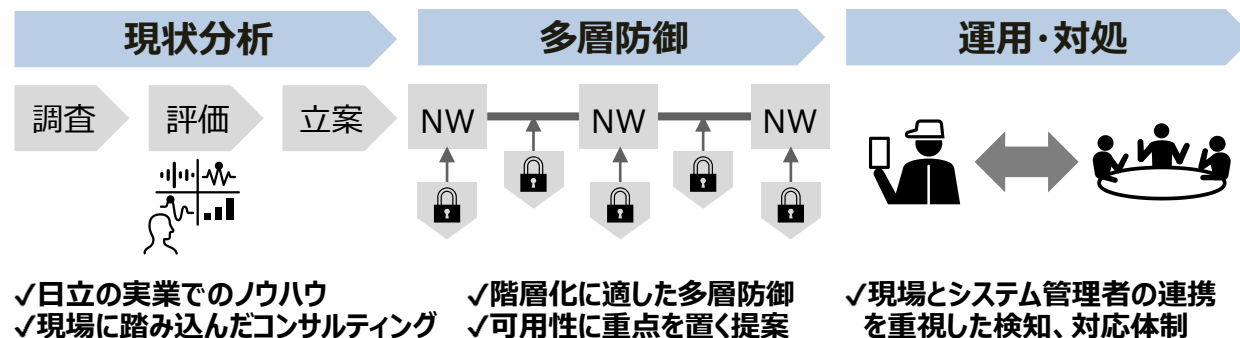 現状分析
多層防御
運用・対処
調査
評価
立案
NW
NW
NW
✓日立の実業でのノウハウ
✓現場に踏み込んだコンサルティング
✓階層化に適した多層防御
✓可用性に重点を置く提案
✓現場とシステム管理者の連携
を重視した検知、対応体制